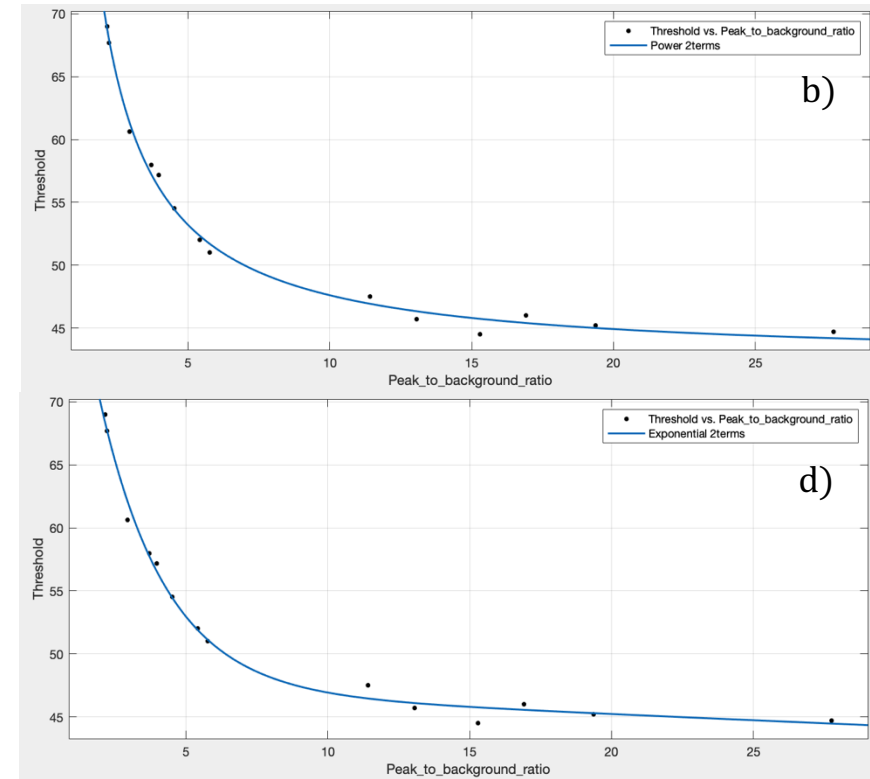 70
65
60
55
50
45
Threshold
Threshold vs. Peak_to_background_ratio
Power 2terms
b)
5 10 15 20 25
Peak_to_background_ratio
70
65
60
55
50
45
Threshold
Threshold vs. Peak_to_background_ratio
Exponential 2terms
d)
5 10 15 20 25
Peak_to_background_ratio